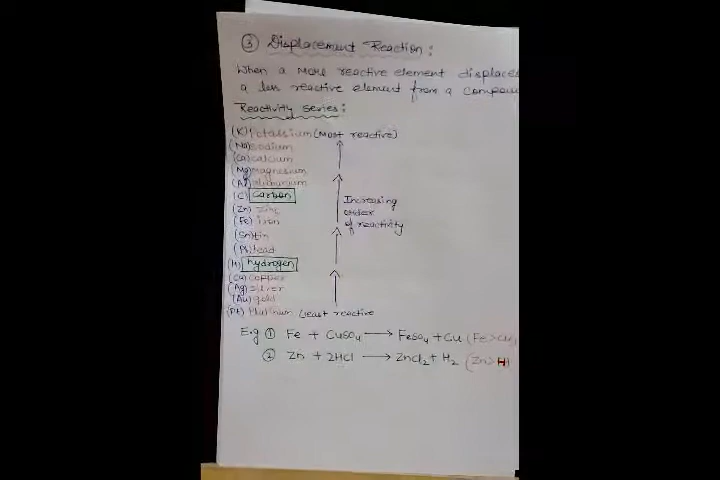 ③ Displacement Reaction:
When a more reactive element displaces
a less reactive element from a
Reactivity series:
(K) Potassium (Most reactive)
(Na) sodium
(Ca) calcium
(Mg) magnesium
(Al) aluminium
(C) carbon
(Zn) zinc
(Fe) iron
(Sn) tin
(Pb) lead
(H) hydrogen
(Cu) copper
(Ag) silver
(Au) gold
(Pt) Platinum (least reactive
Increasing
order
of reactivity
E.g ① Fe + CuSO₄ → FeSO₄ + Cu (Fe>Cu)
② Zn + 2HCl → ZnCl₂ + H₂ (Zn>H)